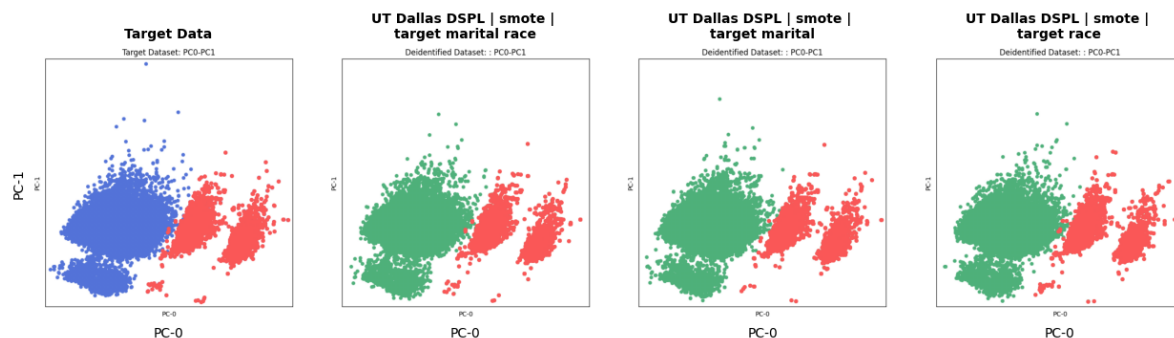 Target Data
Target Dataset: PC0-PC1
PC-1
PC-1
PC-0
PC-0
UT Dallas DSPL | smote |
target marital race
Deidentified Dataset: : PC0-PC1
PC-1
PC-0
PC-0
UT Dallas DSPL | smote |
target marital
Deidentified Dataset: : PC0-PC1
PC-1
PC-0
PC-0
UT Dallas DSPL | smote |
target race
Deidentified Dataset: : PC0-PC1
PC-1
PC-0
PC-0